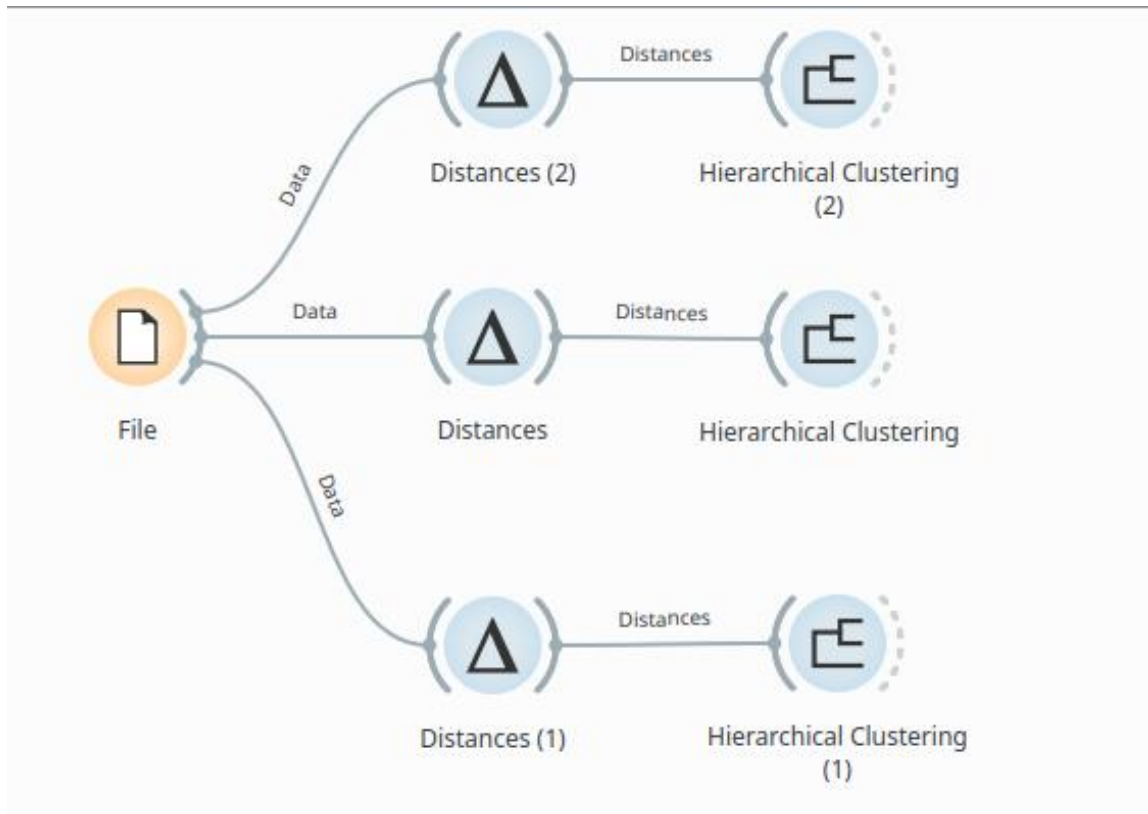 Distances
Data
Distances (2)
Hierarchical Clustering
(2)
Data
Distances
File
Distances
Hierarchical Clustering
Data
Distances
Distances (1)
Hierarchical Clustering
(1)